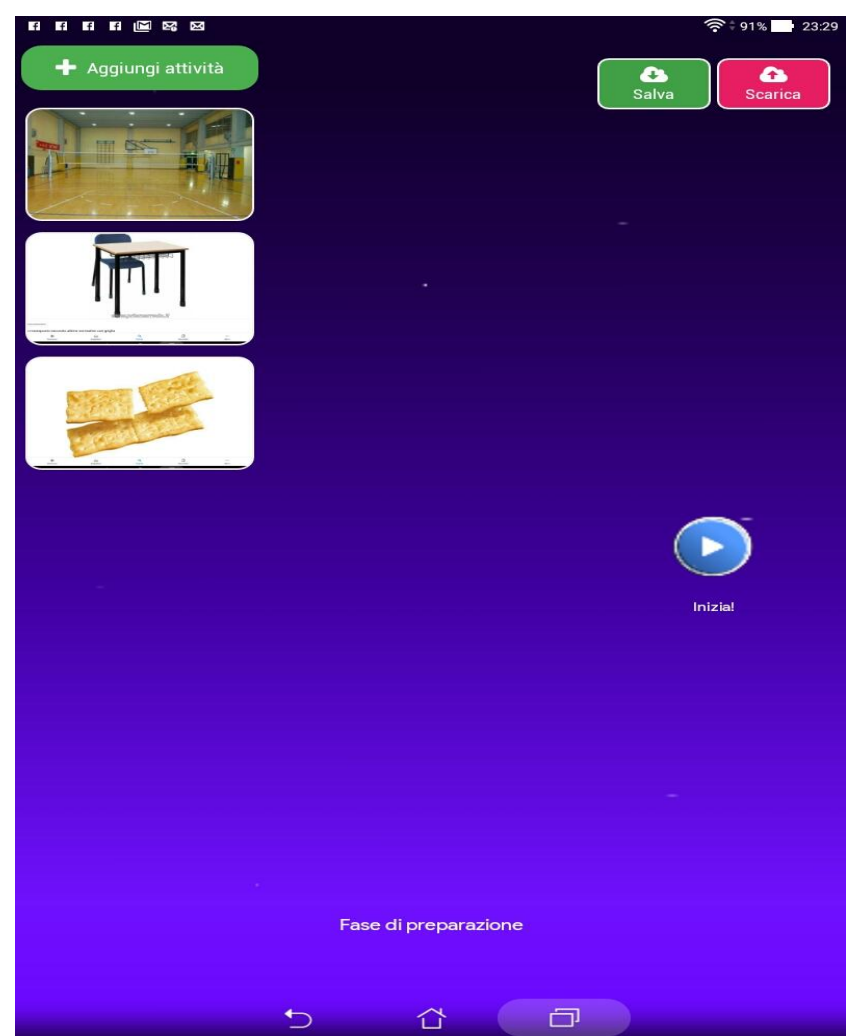 91% 23:29
Aggiungi attività
Salva
Scarica
Inizia!
Fase di preparazione